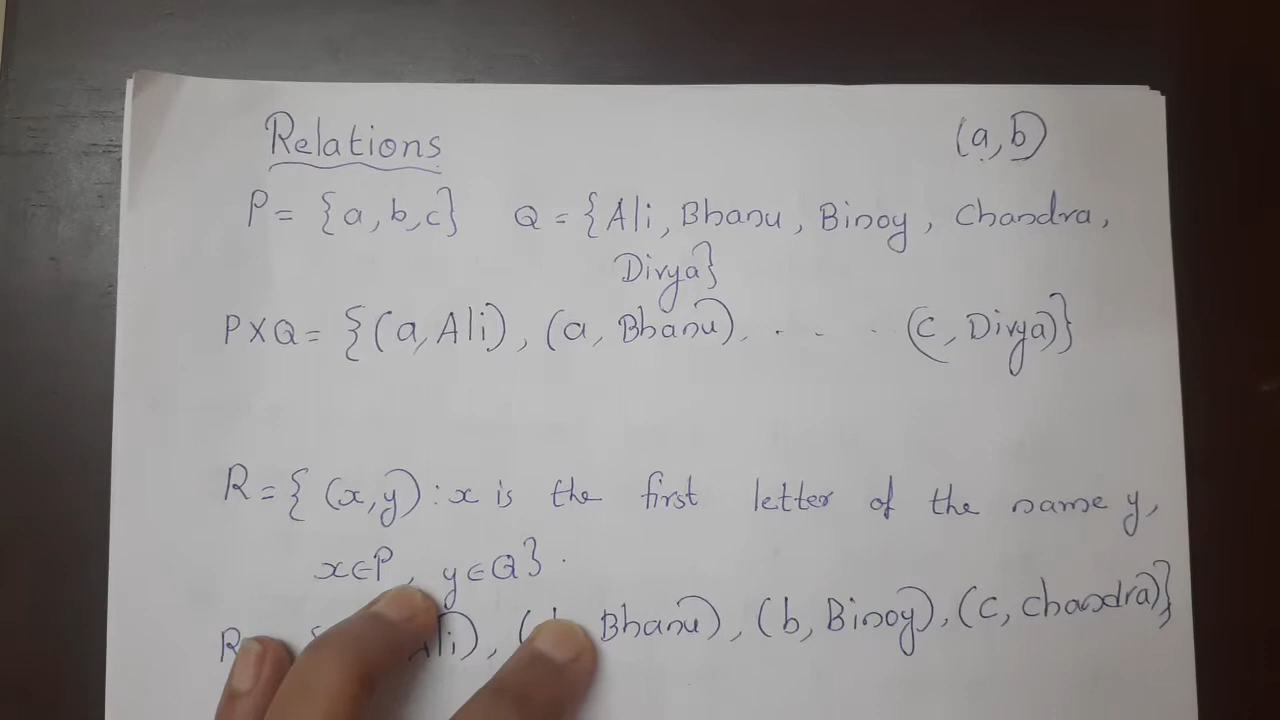 Relations (a,b)
P = {a, b, c} Q = {Ali, Bhanu, Binoy, Chandra,
Divya}
P X Q = {(a, Ali), (a, Bhanu), . . . (c, Divya)}
R = { (x,y) : x is the first letter of the name y,
x∈P, y∈Q}.
R Bhanu), (b, Binoy), (c, Chandra)}